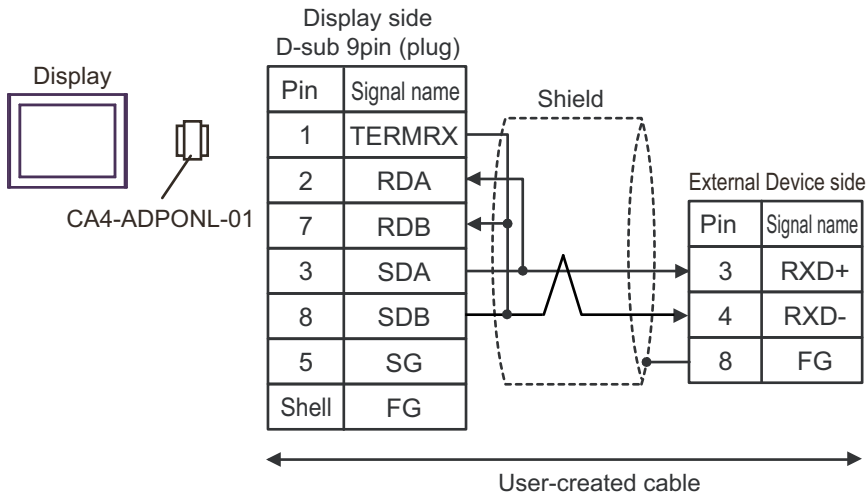 Display side
D-sub 9pin (plug)
Display
CA4-ADPONL-01
Pin Signal name
1 TERMRX
2 RDA
7 RDB
3 SDA
8 SDB
5 SG
Shell FG
Shield
External Device side
Pin Signal name
3 RXD+
4 RXD-
8 FG
User-created cable